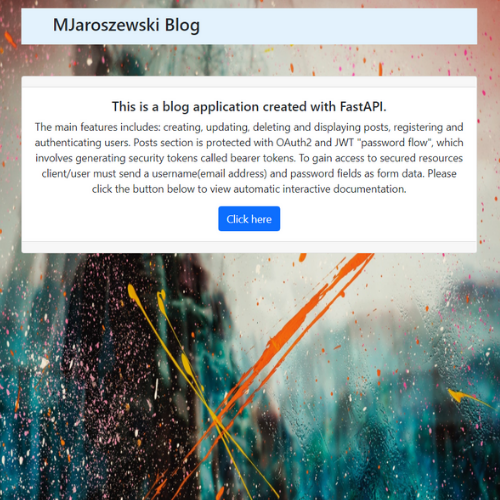 MJaroszewski Blog
This is a blog application created with FastAPI.
The main features includes: creating, updating, deleting and displaying posts, registering and
authenticating users. Posts section is protected with OAuth2 and JWT "password flow", which
involves generating security tokens called bearer tokens. To gain access to secured resources
client/user must send a username(email address) and password fields as form data. Please
click the button below to view automatic interactive documentation.
Click here